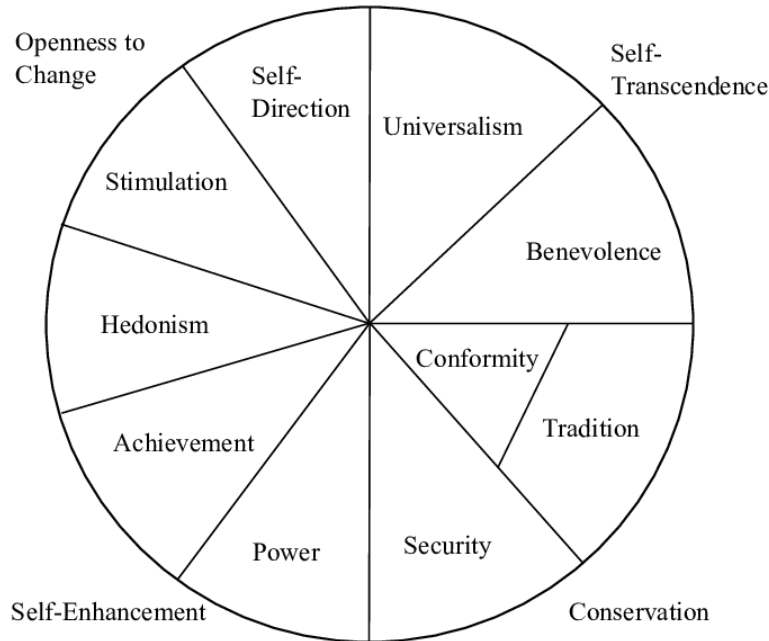 Openness to
Change
Self-
Transcendence
Self-
Direction
Universalism
Stimulation
Benevolence
Hedonism
Conformity
Achievement
Tradition
Power
Security
Self-Enhancement
Conservation